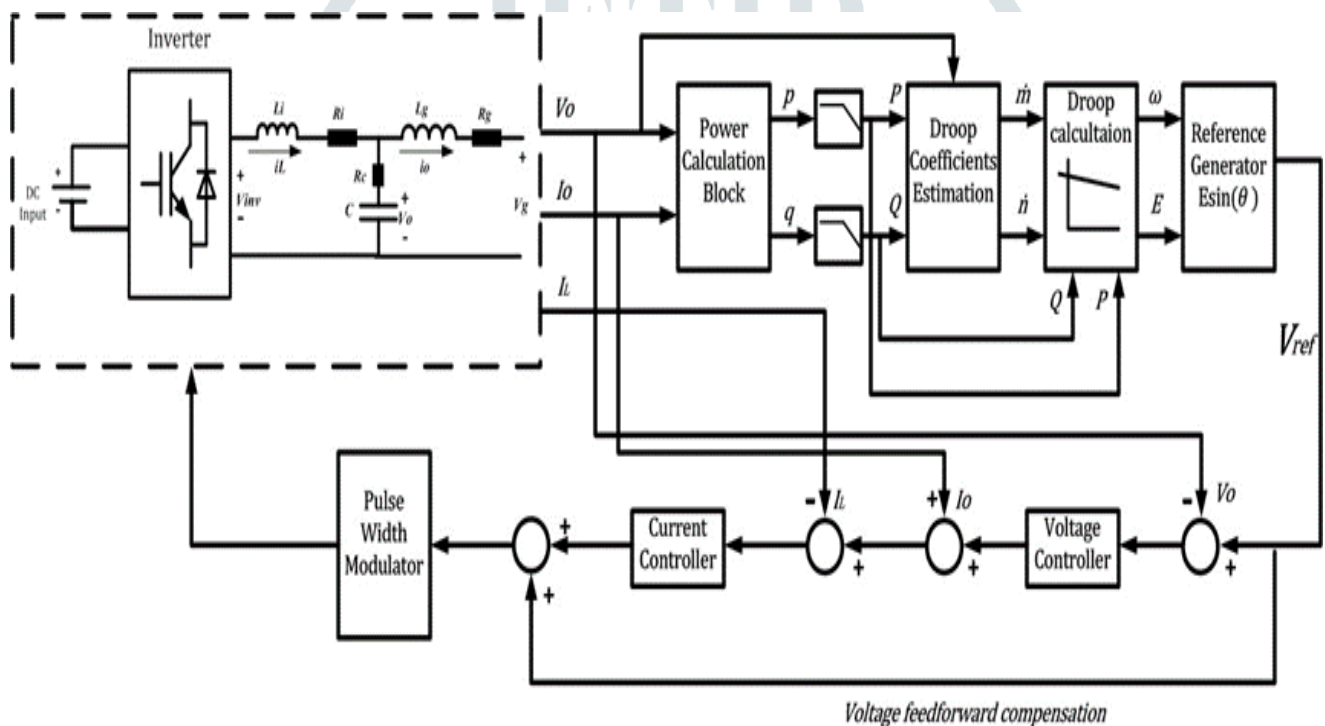 Inverter
DC
Input
+
-
Li
Ri
iL
Lg
Rg
io
+
Vinv
-
Rc
C
+
Vo
-
+
Vg
Vo
Io
IL
Power
Calculation
Block
p
q
P
Q
Droop
Coefficients
Estimation
ṁ
ṅ
Droop
calcultaion
Q
P
ω
E
Reference
Generator
Esin(θ)
Vref
Pulse
Width
Modulator
+
+
Current
Controller
- IL
+
+ Io
+
Voltage
Controller
- Vo
+
Voltage feedforward compensation